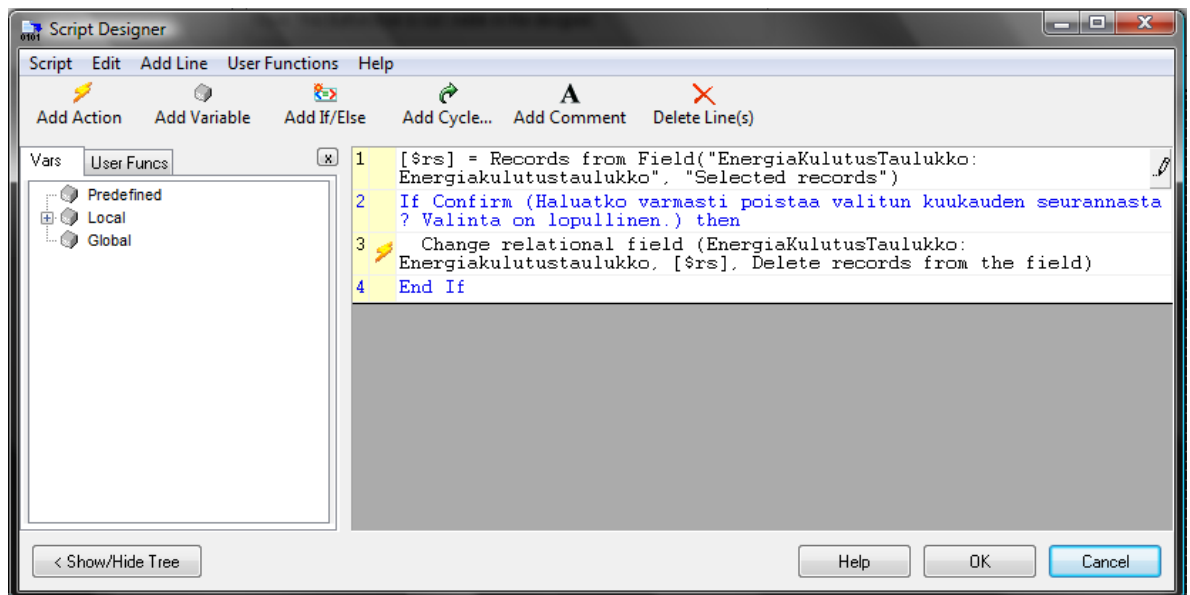 Script Designer
Script Edit Add Line User Functions Help
Add Action Add Variable Add If/Else Add Cycle... Add Comment Delete Line(s)
Vars User Funcs x
Predefined
Local
Global
1 [$rs] = Records from Field("EnergiaKulutusTaulukko:
Energiakulutustaulukko", "Selected records")
2 If Confirm (Haluatko varmasti poistaa valitun kuukauden seurannasta
? Valinta on lopullinen.) then
3 Change relational field (EnergiaKulutusTaulukko:
Energiakulutustaulukko, [$rs], Delete records from the field)
4 End If
< Show/Hide Tree Help OK Cancel